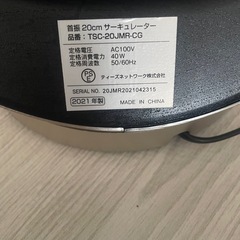 首振 20cm サーキュレーター
品番：TSC-20JMR-CG
定格電圧 AC100V
定格消費電力 40W
定格周波数 50/60Hz
PS
E
ティーズネットワーク株式会社
SERIAL NO. 20JMR2021042315
2021年製 MADE IN CHINA